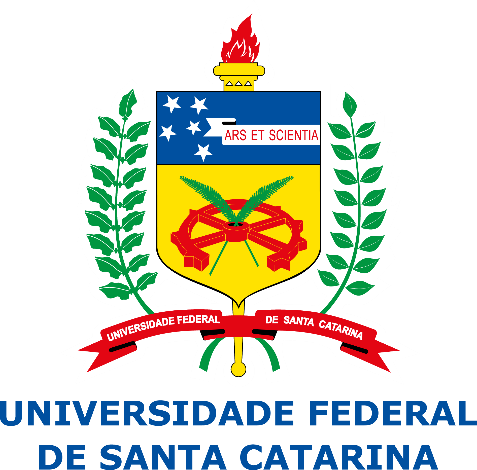 ARS ET SCIENTIA
UNIVERSIDADE FEDERAL DE SANTA CATARINA
UNIVERSIDADE FEDERAL
DE SANTA CATARINA